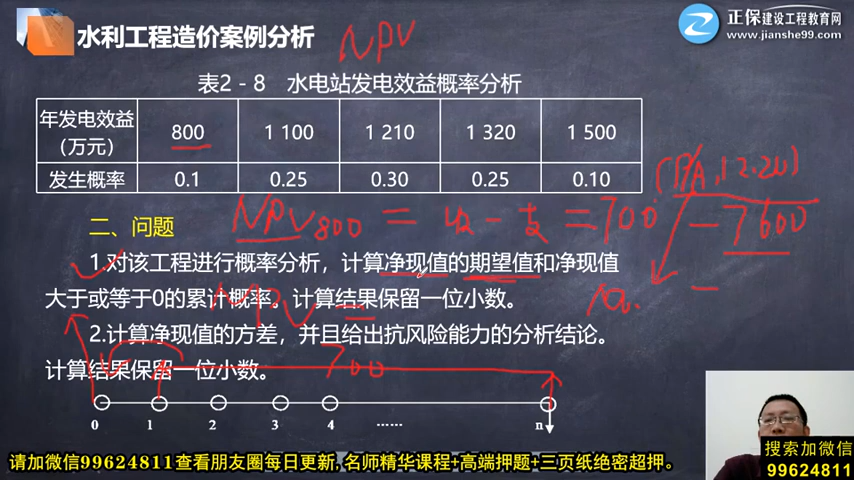 水利工程造价案例分析
NPV
正保建设工程教育网
www.jianshe99.com
表2-8 水电站发电效益概率分析
年发电效益（万元） 800 1 100 1 210 1 320 1 500
发生概率 0.1 0.25 0.30 0.25 0.10
NPV800 = 收 - 支 = 700 - 7600
二、问题
1.对该工程进行概率分析，计算净现值的期望值和净现值
大于或等于0的累计概率。计算结果保留一位小数。
NPV =
2.计算净现值的方差，并且给出抗风险能力的分析结论。
计算结果保留一位小数。
700
0 1 2 3 4 …… n
请加微信99624811查看朋友圈每日更新,名师精华课程+高端押题+三页纸绝密超押。
搜索加微信
99624811